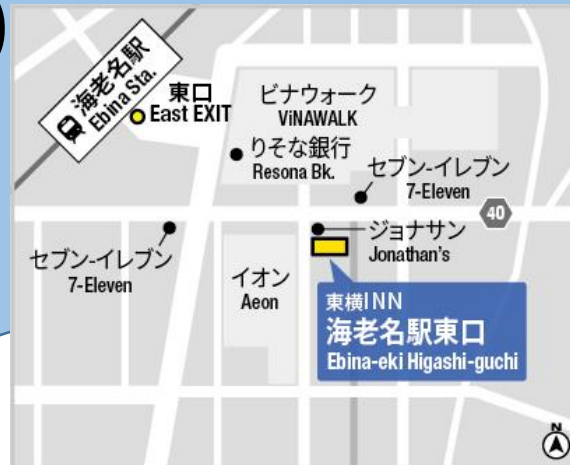 海老名駅
Ebina Sta.
東口
East EXIT
ビナウォーク
ViNAWALK
りそな銀行
Resona Bk.
セブン-イレブン
7-Eleven
40
セブン-イレブン
7-Eleven
ジョナサン
Jonathan's
イオン
Aeon
東横INN
海老名駅東口
Ebina-eki Higashi-guchi
N